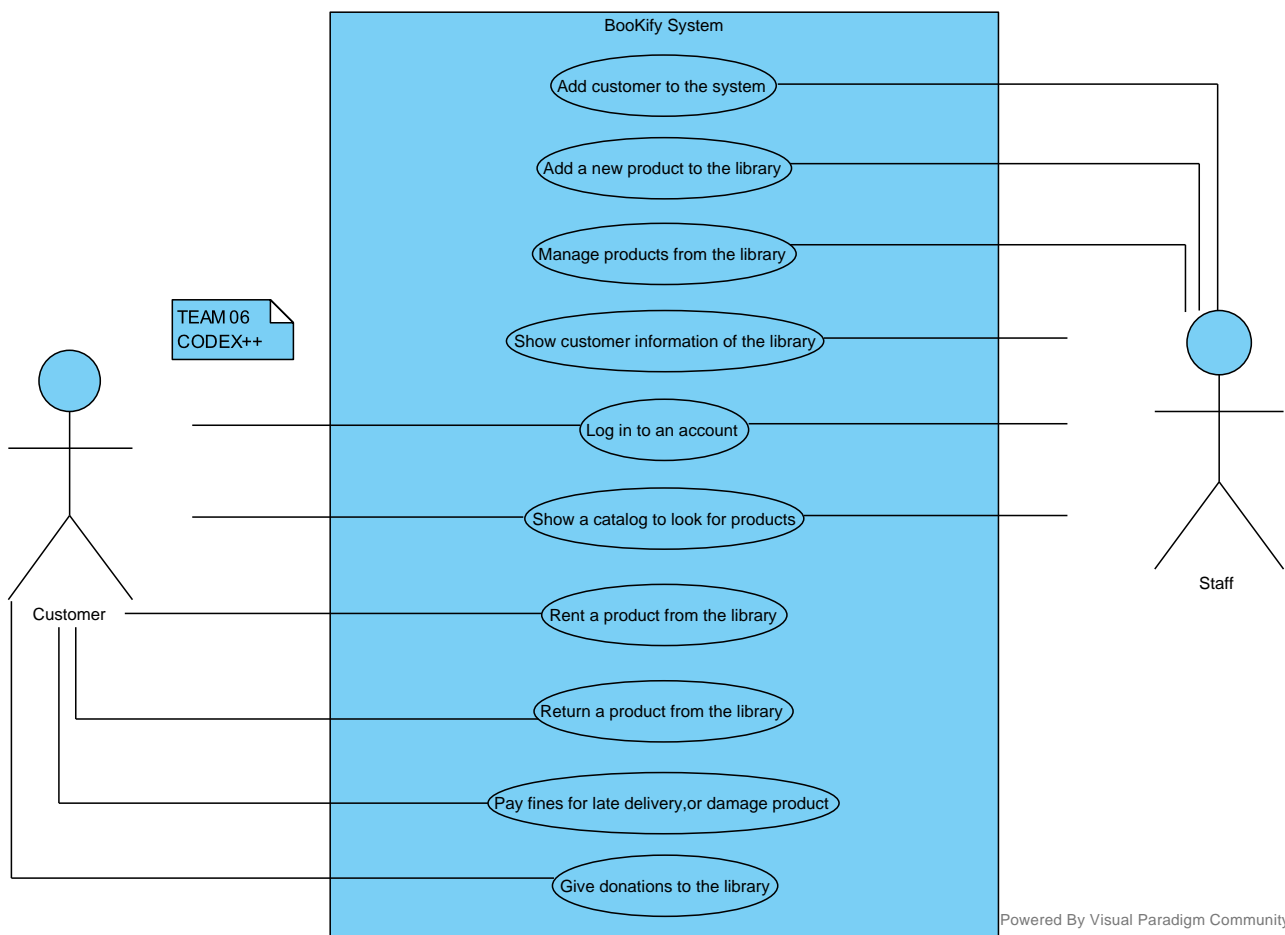 BooKify System
Add customer to the system
Add a new product to the library
Manage products from the library
TEAM 06
CODEX++
Show customer information of the library
Log in to an account
Show a catalog to look for products
Staff
Customer
Rent a product from the library
Return a product from the library
Pay fines for late delivery,or damage product
Give donations to the library
Powered By Visual Paradigm Community